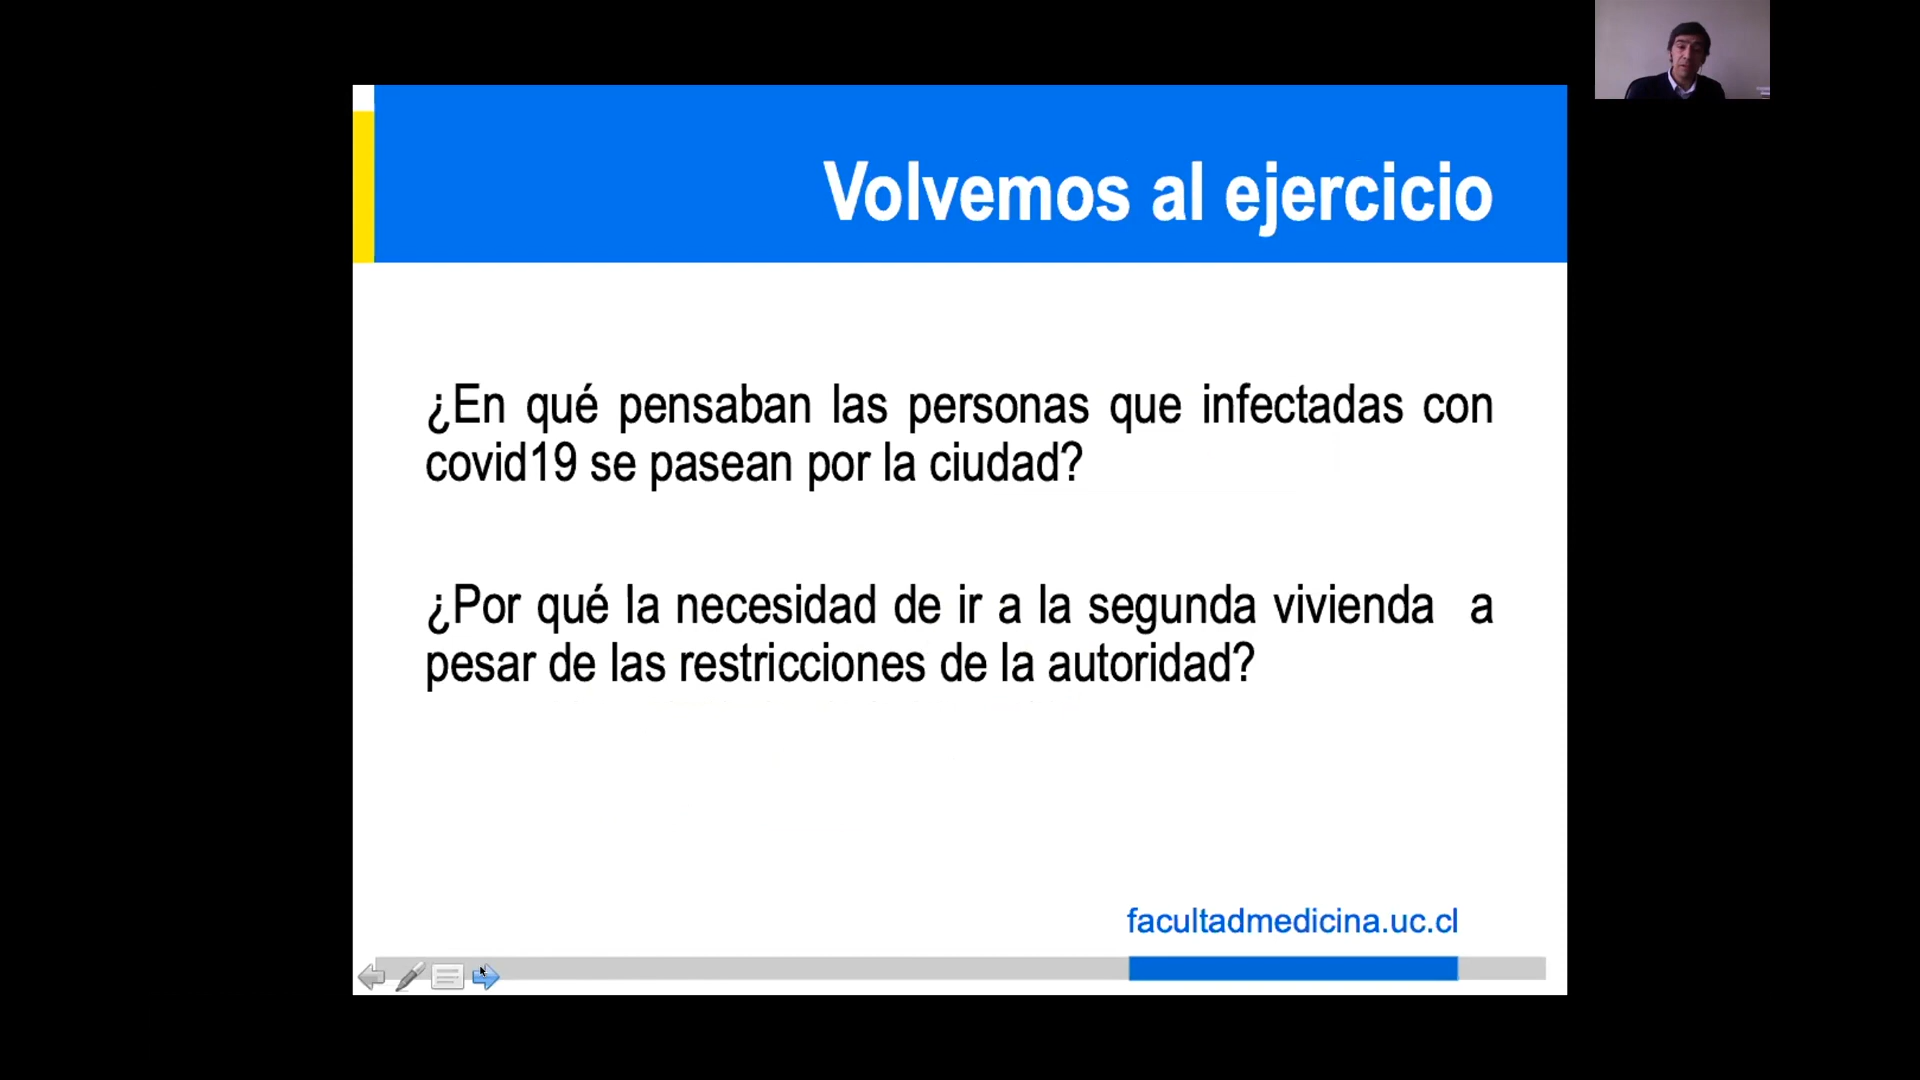 Volvemos al ejercicio
¿En qué pensaban las personas que infectadas con
covid19 se pasean por la ciudad?
¿Por qué la necesidad de ir a la segunda vivienda  a
pesar de las restricciones de la autoridad?
facultadmedicina.uc.cl